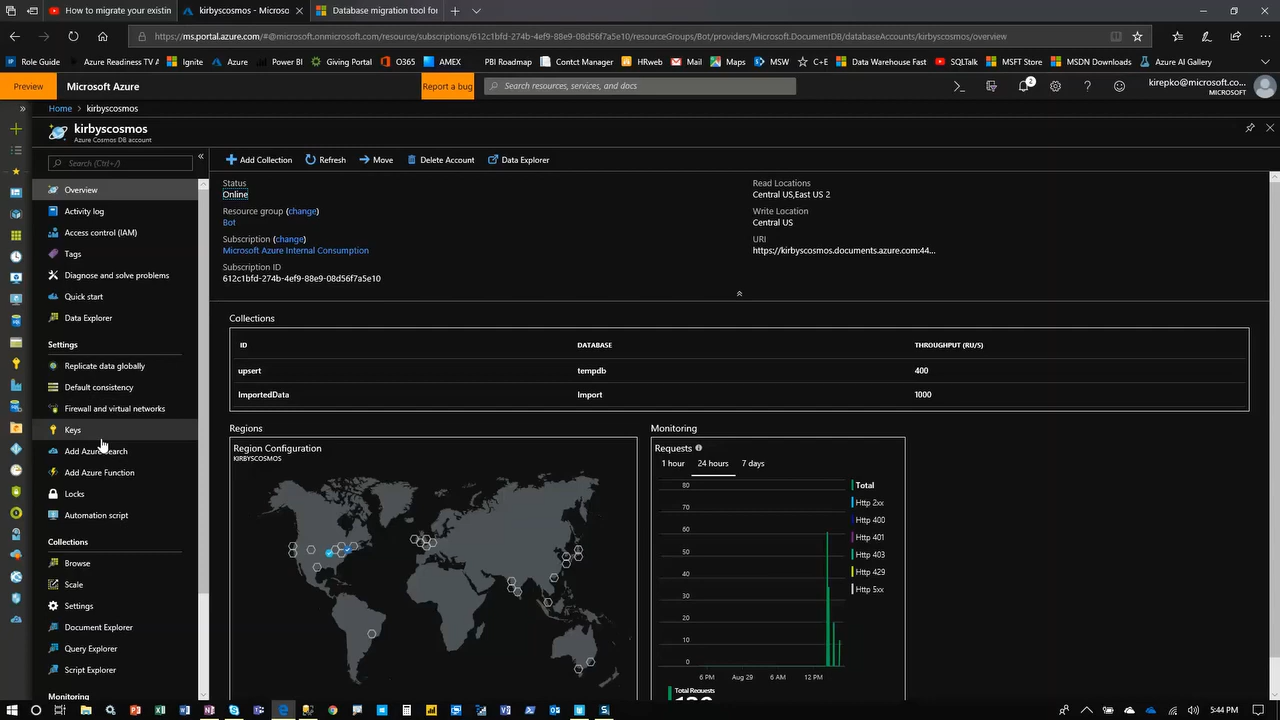 How to migrate your existin
kirbyscosmos - Microso
Database migration tool for
https://ms.portal.azure.com/#@microsoft.onmicrosoft.com/resource/subscriptions/612c1bfd-274b-4ef9-88e9-08d56f7a5e10/resourceGroups/Bot/providers/Microsoft.DocumentDB/databaseAccounts/kirbyscosmos/overview
Role Guide
Azure Readiness TV A
Ignite
Azure
Power BI
Giving Portal
O365
AMEX
PBI Roadmap
Contct Manager
HRweb
Mail
Maps
MSW
C+E
Data Warehouse Fast
SQLTalk
MSFT Store
MSDN Downloads
Azure AI Gallery
Preview
Microsoft Azure
Report a bug
Search resources, services, and docs
2
kirepko@microsoft.co...
MICROSOFT
Home > kirbyscosmos
kirbyscosmos
Azure Cosmos DB account
Search (Ctrl+/)
Overview
Activity log
Access control (IAM)
Tags
Diagnose and solve problems
Quick start
Data Explorer
Settings
Replicate data globally
Default consistency
Firewall and virtual networks
Keys
Add Azure Search
Add Azure Function
Locks
Automation script
Collections
Browse
Scale
Settings
Document Explorer
Query Explorer
Script Explorer
Monitoring
Add Collection
Refresh
Move
Delete Account
Data Explorer
Status
Online
Resource group (change)
Bot
Subscription (change)
Microsoft Azure Internal Consumption
Subscription ID
612c1bfd-274b-4ef9-88e9-08d56f7a5e10
Read Locations
Central US,East US 2
Write Location
Central US
URI
https://kirbyscosmos.documents.azure.com:44...
Collections
ID DATABASE THROUGHPUT (RU/S)
upsert tempdb 400
ImportedData Import 1000
Regions
Region Configuration
KIRBYSCOSMOS
Monitoring
Requests
1 hour 24 hours 7 days
80
70
60
50
40
30
20
10
0
6 PM Aug 29 6 AM 12 PM
Total
Http 2xx
Http 400
Http 401
Http 403
Http 429
Http 5xx
Total Requests
5:44 PM